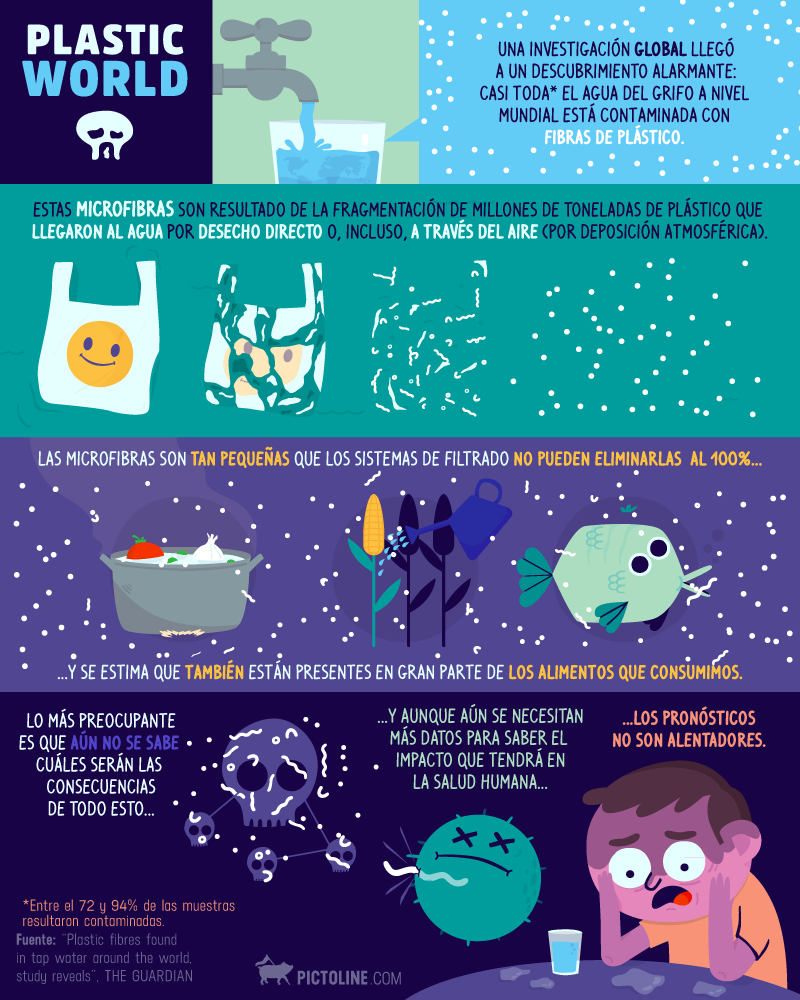 PLASTIC
WORLD
UNA INVESTIGACIÓN GLOBAL LLEGÓ
A UN DESCUBRIMIENTO ALARMANTE:
CASI TODA* EL AGUA DEL GRIFO A NIVEL
MUNDIAL ESTÁ CONTAMINADA CON
FIBRAS DE PLÁSTICO.
ESTAS MICROFIBRAS SON RESULTADO DE LA FRAGMENTACIÓN DE MILLONES DE TONELADAS DE PLÁSTICO QUE
LLEGARON AL AGUA POR DESECHO DIRECTO O, INCLUSO, A TRAVÉS DEL AIRE (POR DEPOSICIÓN ATMOSFÉRICA).
LAS MICROFIBRAS SON TAN PEQUEÑAS QUE LOS SISTEMAS DE FILTRADO NO PUEDEN ELIMINARLAS AL 100%...
...Y SE ESTIMA QUE TAMBIÉN ESTÁN PRESENTES EN GRAN PARTE DE LOS ALIMENTOS QUE CONSUMIMOS.
LO MÁS PREOCUPANTE
ES QUE AÚN NO SE SABE
CUÁLES SERÁN LAS
CONSECUENCIAS
DE TODO ESTO...
...Y AUNQUE AÚN SE NECESITAN
MÁS DATOS PARA SABER EL
IMPACTO QUE TENDRÁ EN
LA SALUD HUMANA...
...LOS PRONÓSTICOS
NO SON ALENTADORES.
*Entre el 72 y 94% de las muestras
resultaron contaminadas.
Fuente: "Plastic fibres found
in tap water around the world,
study reveals". THE GUARDIAN
PICTOLINE.COM